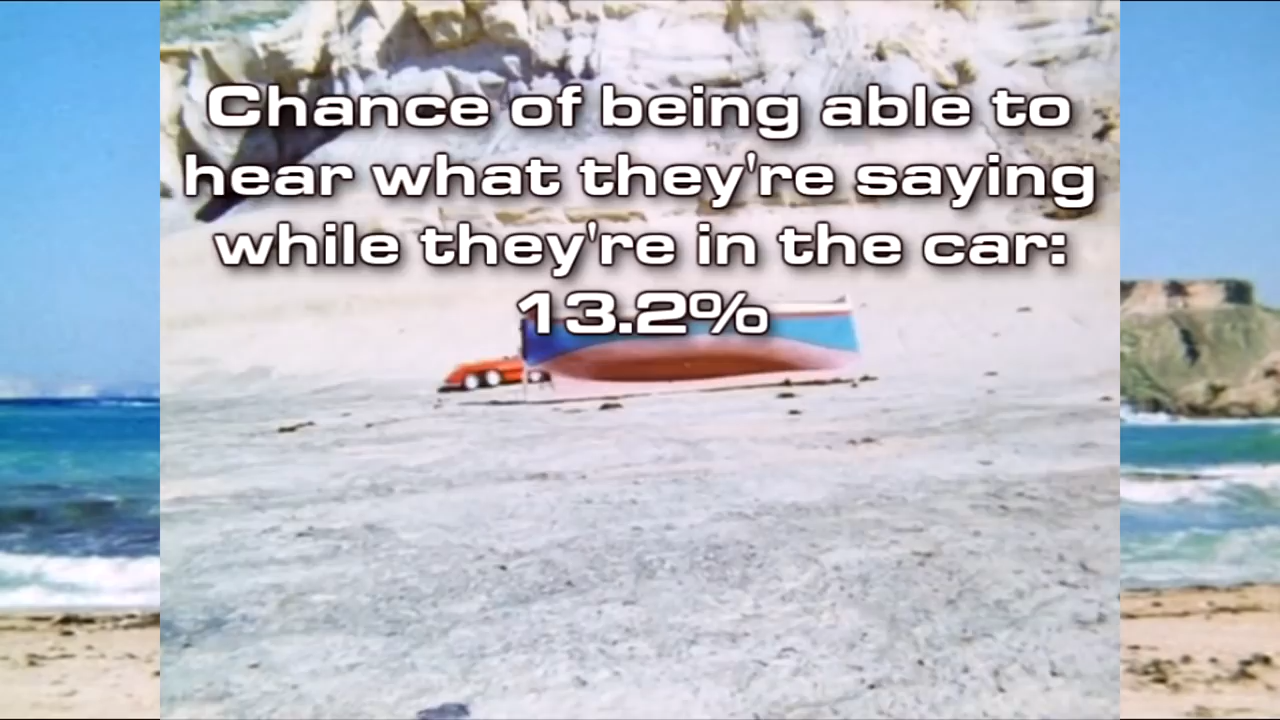 Chance of being able to
hear what they're saying
while they're in the car:
13.2%